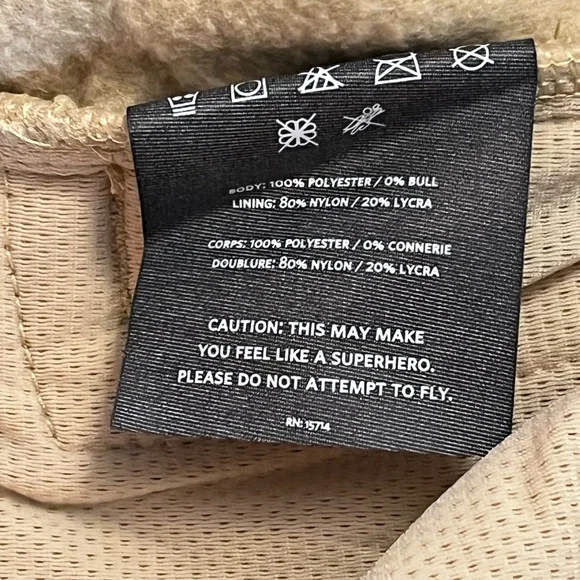 BODY: 100% POLYESTER / 0% BULL
LINING: 80% NYLON / 20% LYCRA
CORPS: 100% POLYESTER / 0% CONNERIE
DOUBLURE: 80% NYLON / 20% LYCRA
CAUTION: THIS MAY MAKE
YOU FEEL LIKE A SUPERHERO.
PLEASE DO NOT ATTEMPT TO FLY.
RN: 15714